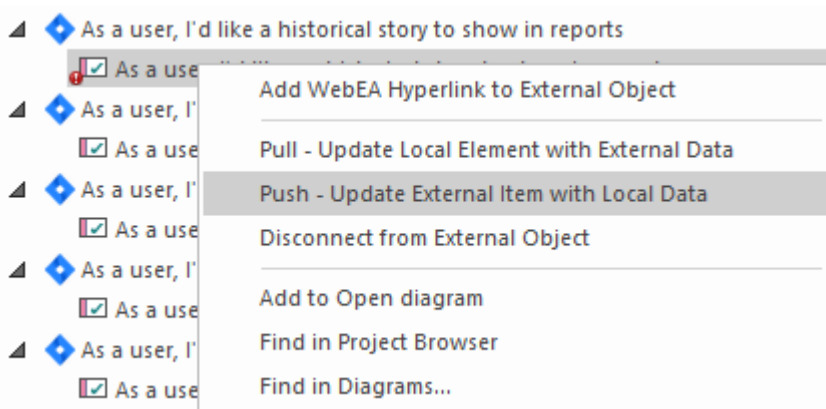 As a user, I'd like a historical story to show in reports
As a use
Add WebEA Hyperlink to External Object
As a user, I'
As a use
Pull - Update Local Element with External Data
As a user, I'
Push - Update External Item with Local Data
As a use
Disconnect from External Object
As a user, I'
As a use
Add to Open diagram
Find in Project Browser
As a user, I'
As a use
Find in Diagrams...